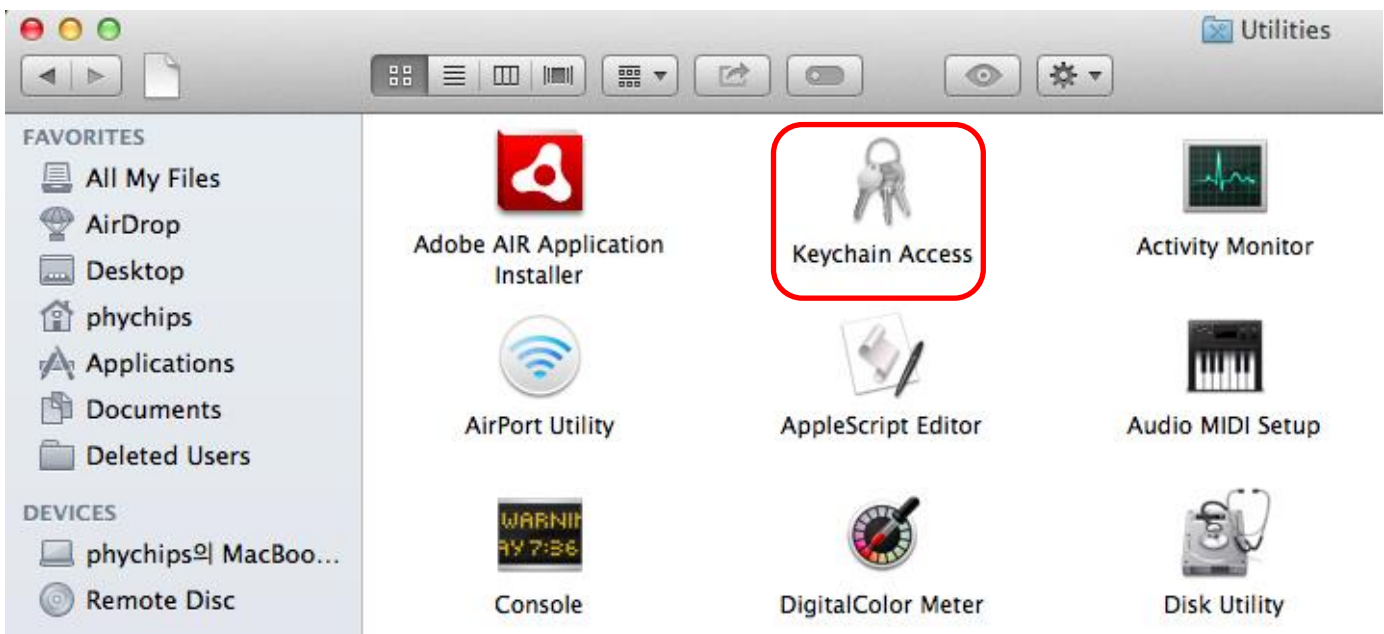 Utilities
FAVORITES
All My Files
AirDrop
Desktop
phychips
Applications
Documents
Deleted Users
DEVICES
phychips의 MacBoo...
Remote Disc
Adobe AIR Application
Installer
Keychain Access
Activity Monitor
AirPort Utility
AppleScript Editor
Audio MIDI Setup
WARNIN
AY 7:36
Console
DigitalColor Meter
Disk Utility